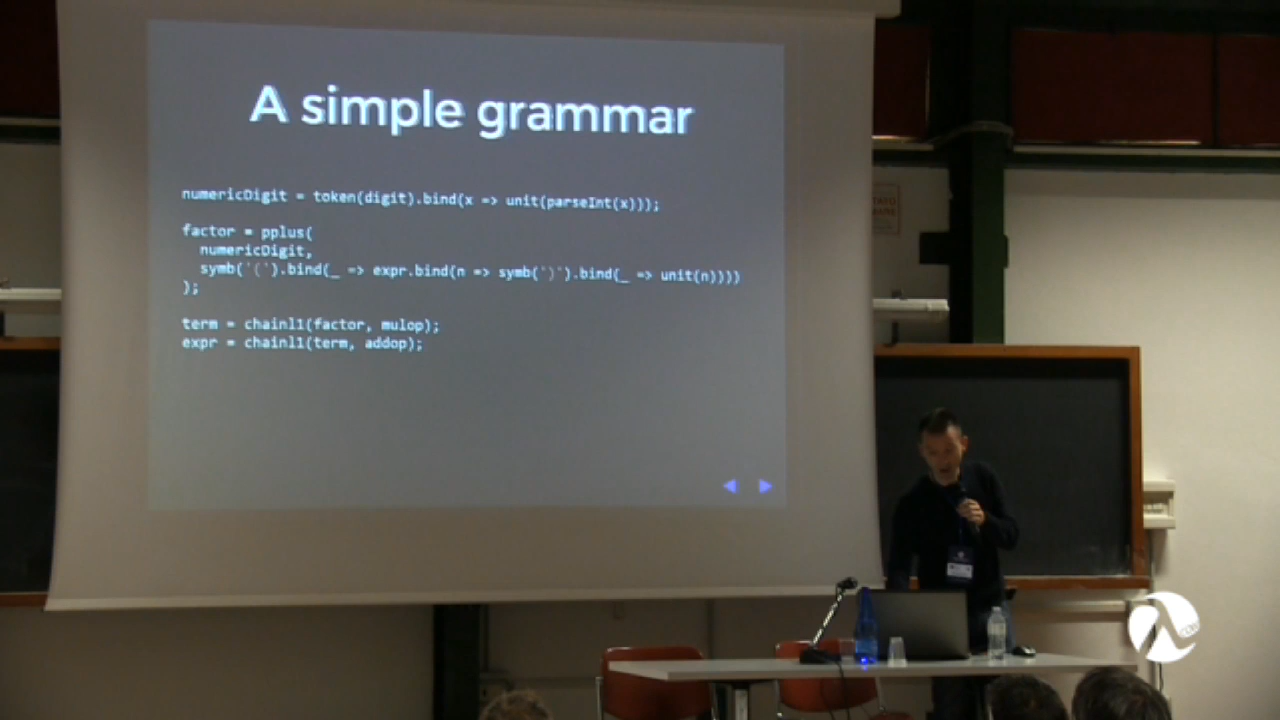 A simple grammar
numericDigit = token(digit).bind(x => unit(parseInt(x)));
factor = pplus(
numericDigit,
symb('(').bind(_ => expr.bind(n => symb(')').bind(_ => unit(n))))
);
term = chainl1(factor, mulop);
expr = chainl1(term, addop);